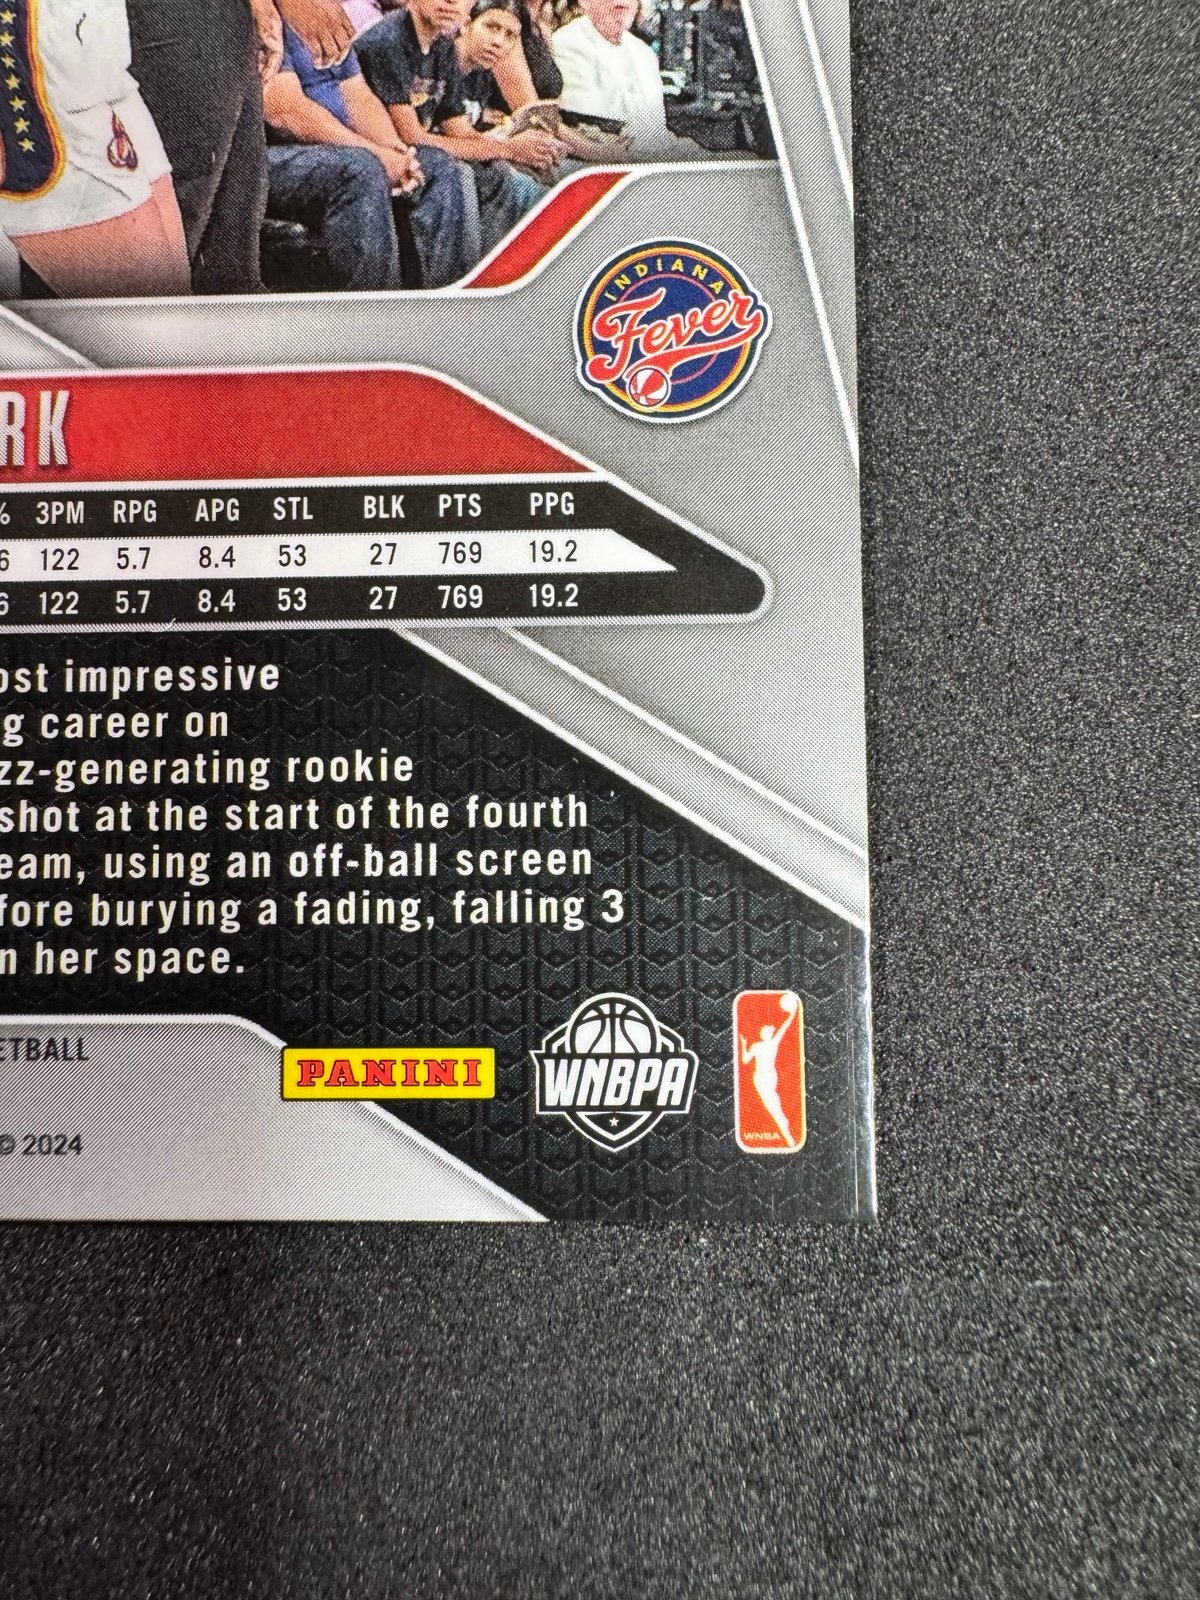 INDIANA
Fever
RK
% 3PM RPG APG STL BLK PTS PPG
6 122 5.7 8.4 53 27 769 19.2
6 122 5.7 8.4 53 27 769 19.2
ost impressive
g career on
zz-generating rookie
shot at the start of the fourth
eam, using an off-ball screen
fore burying a fading, falling 3
n her space.
ETBALL
PANINI
WNBPA
WNBA
© 2024